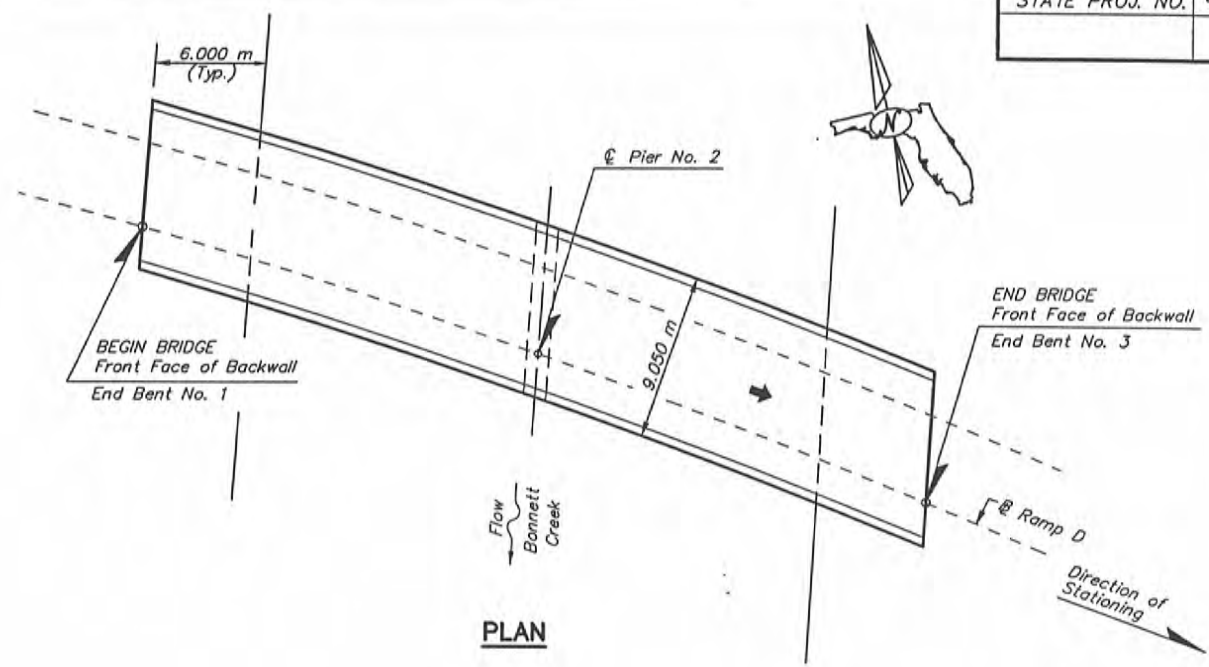 STATE PROJ. NO.
6.000 m
(Typ.)
N
℄ Pier No. 2
9.050 m
END BRIDGE
Front Face of Backwall
End Bent No. 3
BEGIN BRIDGE
Front Face of Backwall
End Bent No. 1
Flow
Bonnett
Creek
Ramp D
Direction of
Stationing
PLAN